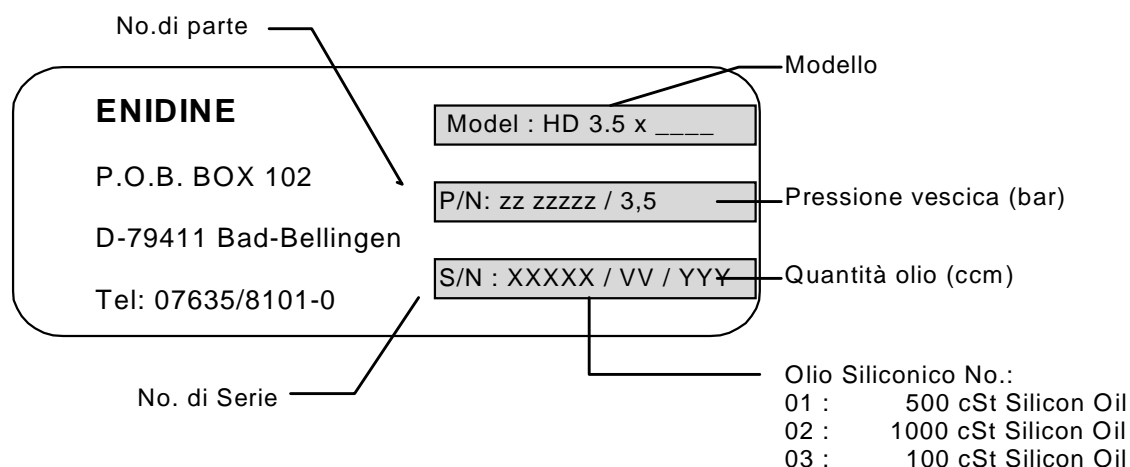 No.di parte
Modello
ENIDINE
Model : HD 3.5 x ____
P.O.B. BOX 102
P/N: zz zzzzz / 3,5
Pressione vescica (bar)
D-79411 Bad-Bellingen
S/N : XXXXX / VV / YYY
Quantità olio (ccm)
Tel: 07635/8101-0
No. di Serie
Olio Siliconico No.:
01 : 500 cSt Silicon Oil
02 : 1000 cSt Silicon Oil
03 : 100 cSt Silicon Oil